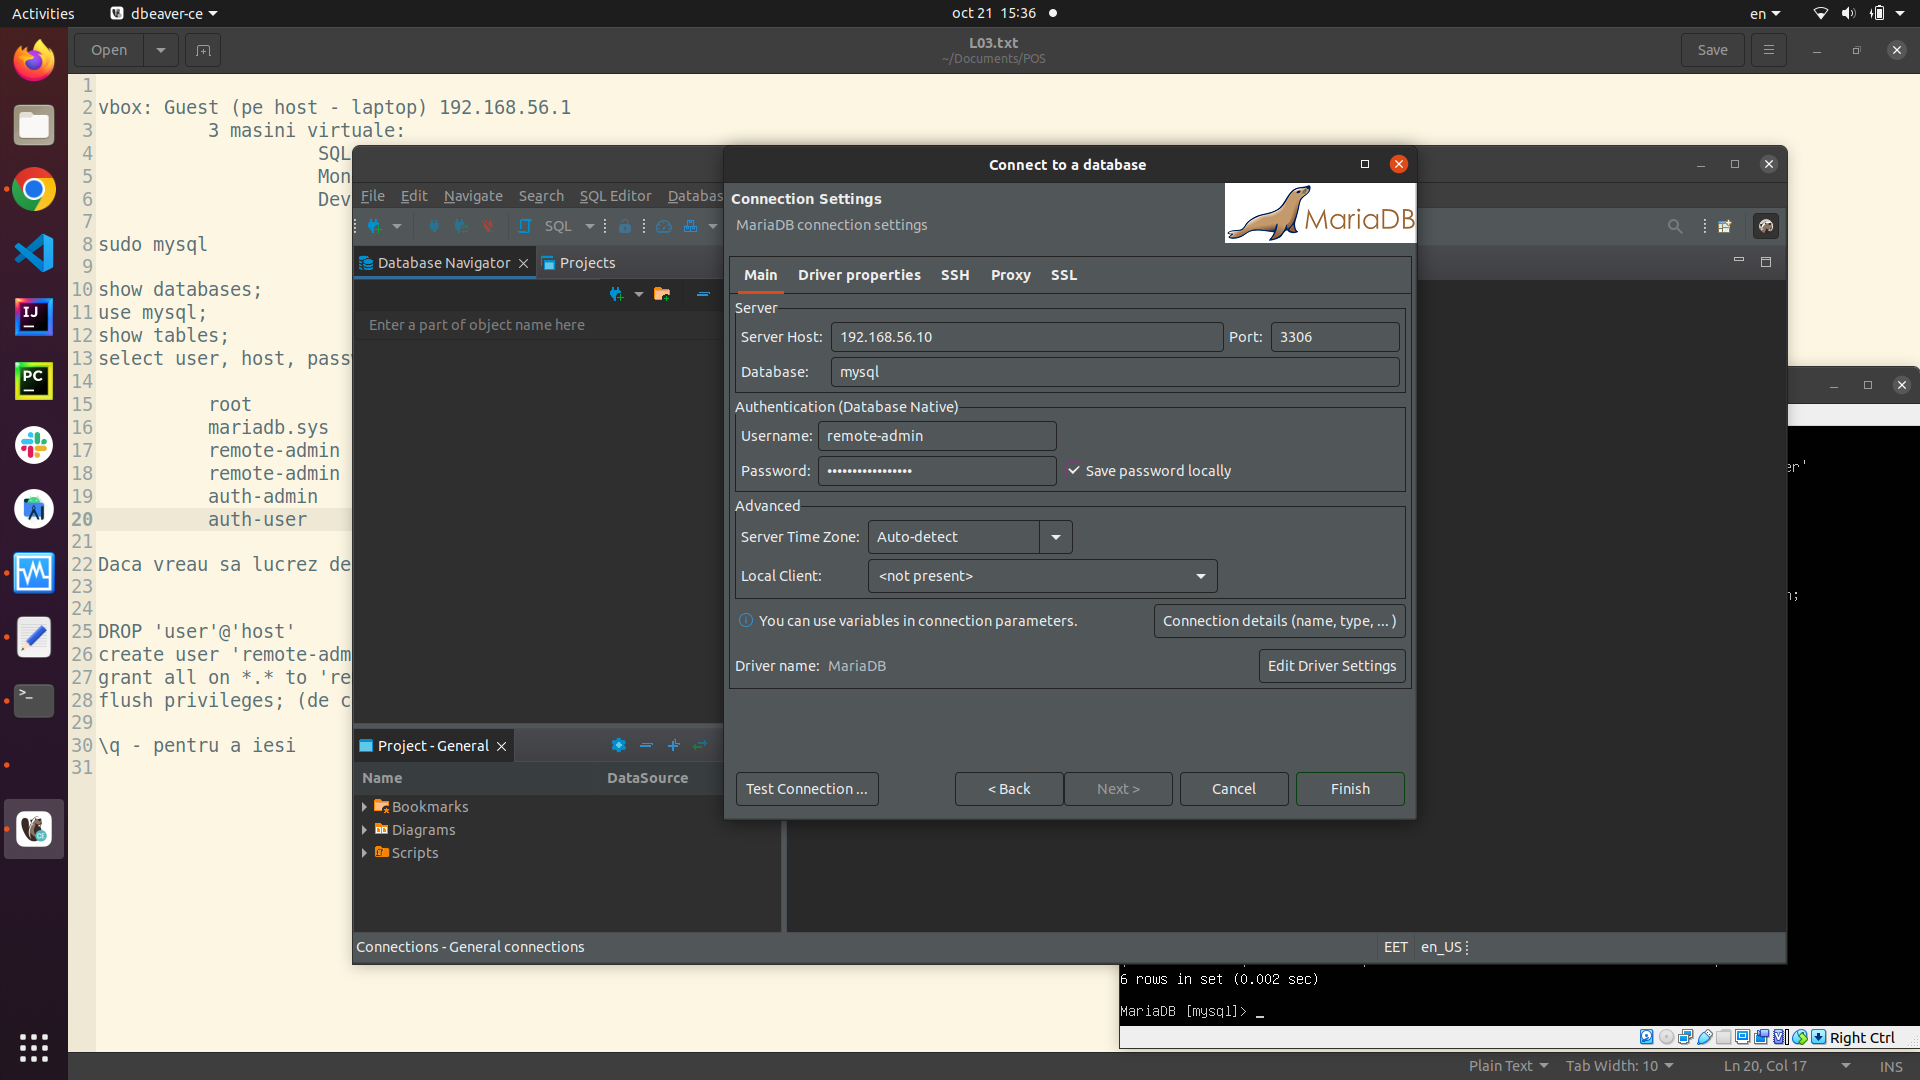 Activities
dbeaver-ce
oct 21 15:36
en
Open
L03.txt
~/Documents/POS
Save
1
2 vbox: Guest (pe host - laptop) 192.168.56.1
3 3 masini virtuale:
4 SQL
5 Mon
6 Dev
7
8 sudo mysql
9
10 show databases;
11 use mysql;
12 show tables;
13 select user, host, passw
14
15 root
16 mariadb.sys
17 remote-admin
18 remote-admin
19 auth-admin
20 auth-user
21
22 Daca vreau sa lucrez de
23
24
25 DROP 'user'@'host'
26 create user 'remote-adm
27 grant all on *.* to 're
28 flush privileges; (de c
29
30 \q - pentru a iesi
31
File Edit Navigate Search SQL Editor Databas
SQL
Database Navigator
Projects
Enter a part of object name here
Project - General
Name DataSource
Bookmarks
Diagrams
Scripts
Connections - General connections
EET
en_US
Connect to a database
Connection Settings
MariaDB connection settings
MariaDB
Main Driver properties SSH Proxy SSL
Server
Server Host: 192.168.56.10 Port: 3306
Database: mysql
Authentication (Database Native)
Username: remote-admin
Password: •••••••••••••••• Save password locally
Advanced
Server Time Zone: Auto-detect
Local Client: <not present>
You can use variables in connection parameters.
Connection details (name, type, ... )
Driver name: MariaDB
Edit Driver Settings
Test Connection ...
< Back
Next >
Cancel
Finish
er'
;
6 rows in set (0.002 sec)
MariaDB [mysql]> _
Right Ctrl
Plain Text
Tab Width: 10
Ln 20, Col 17
INS